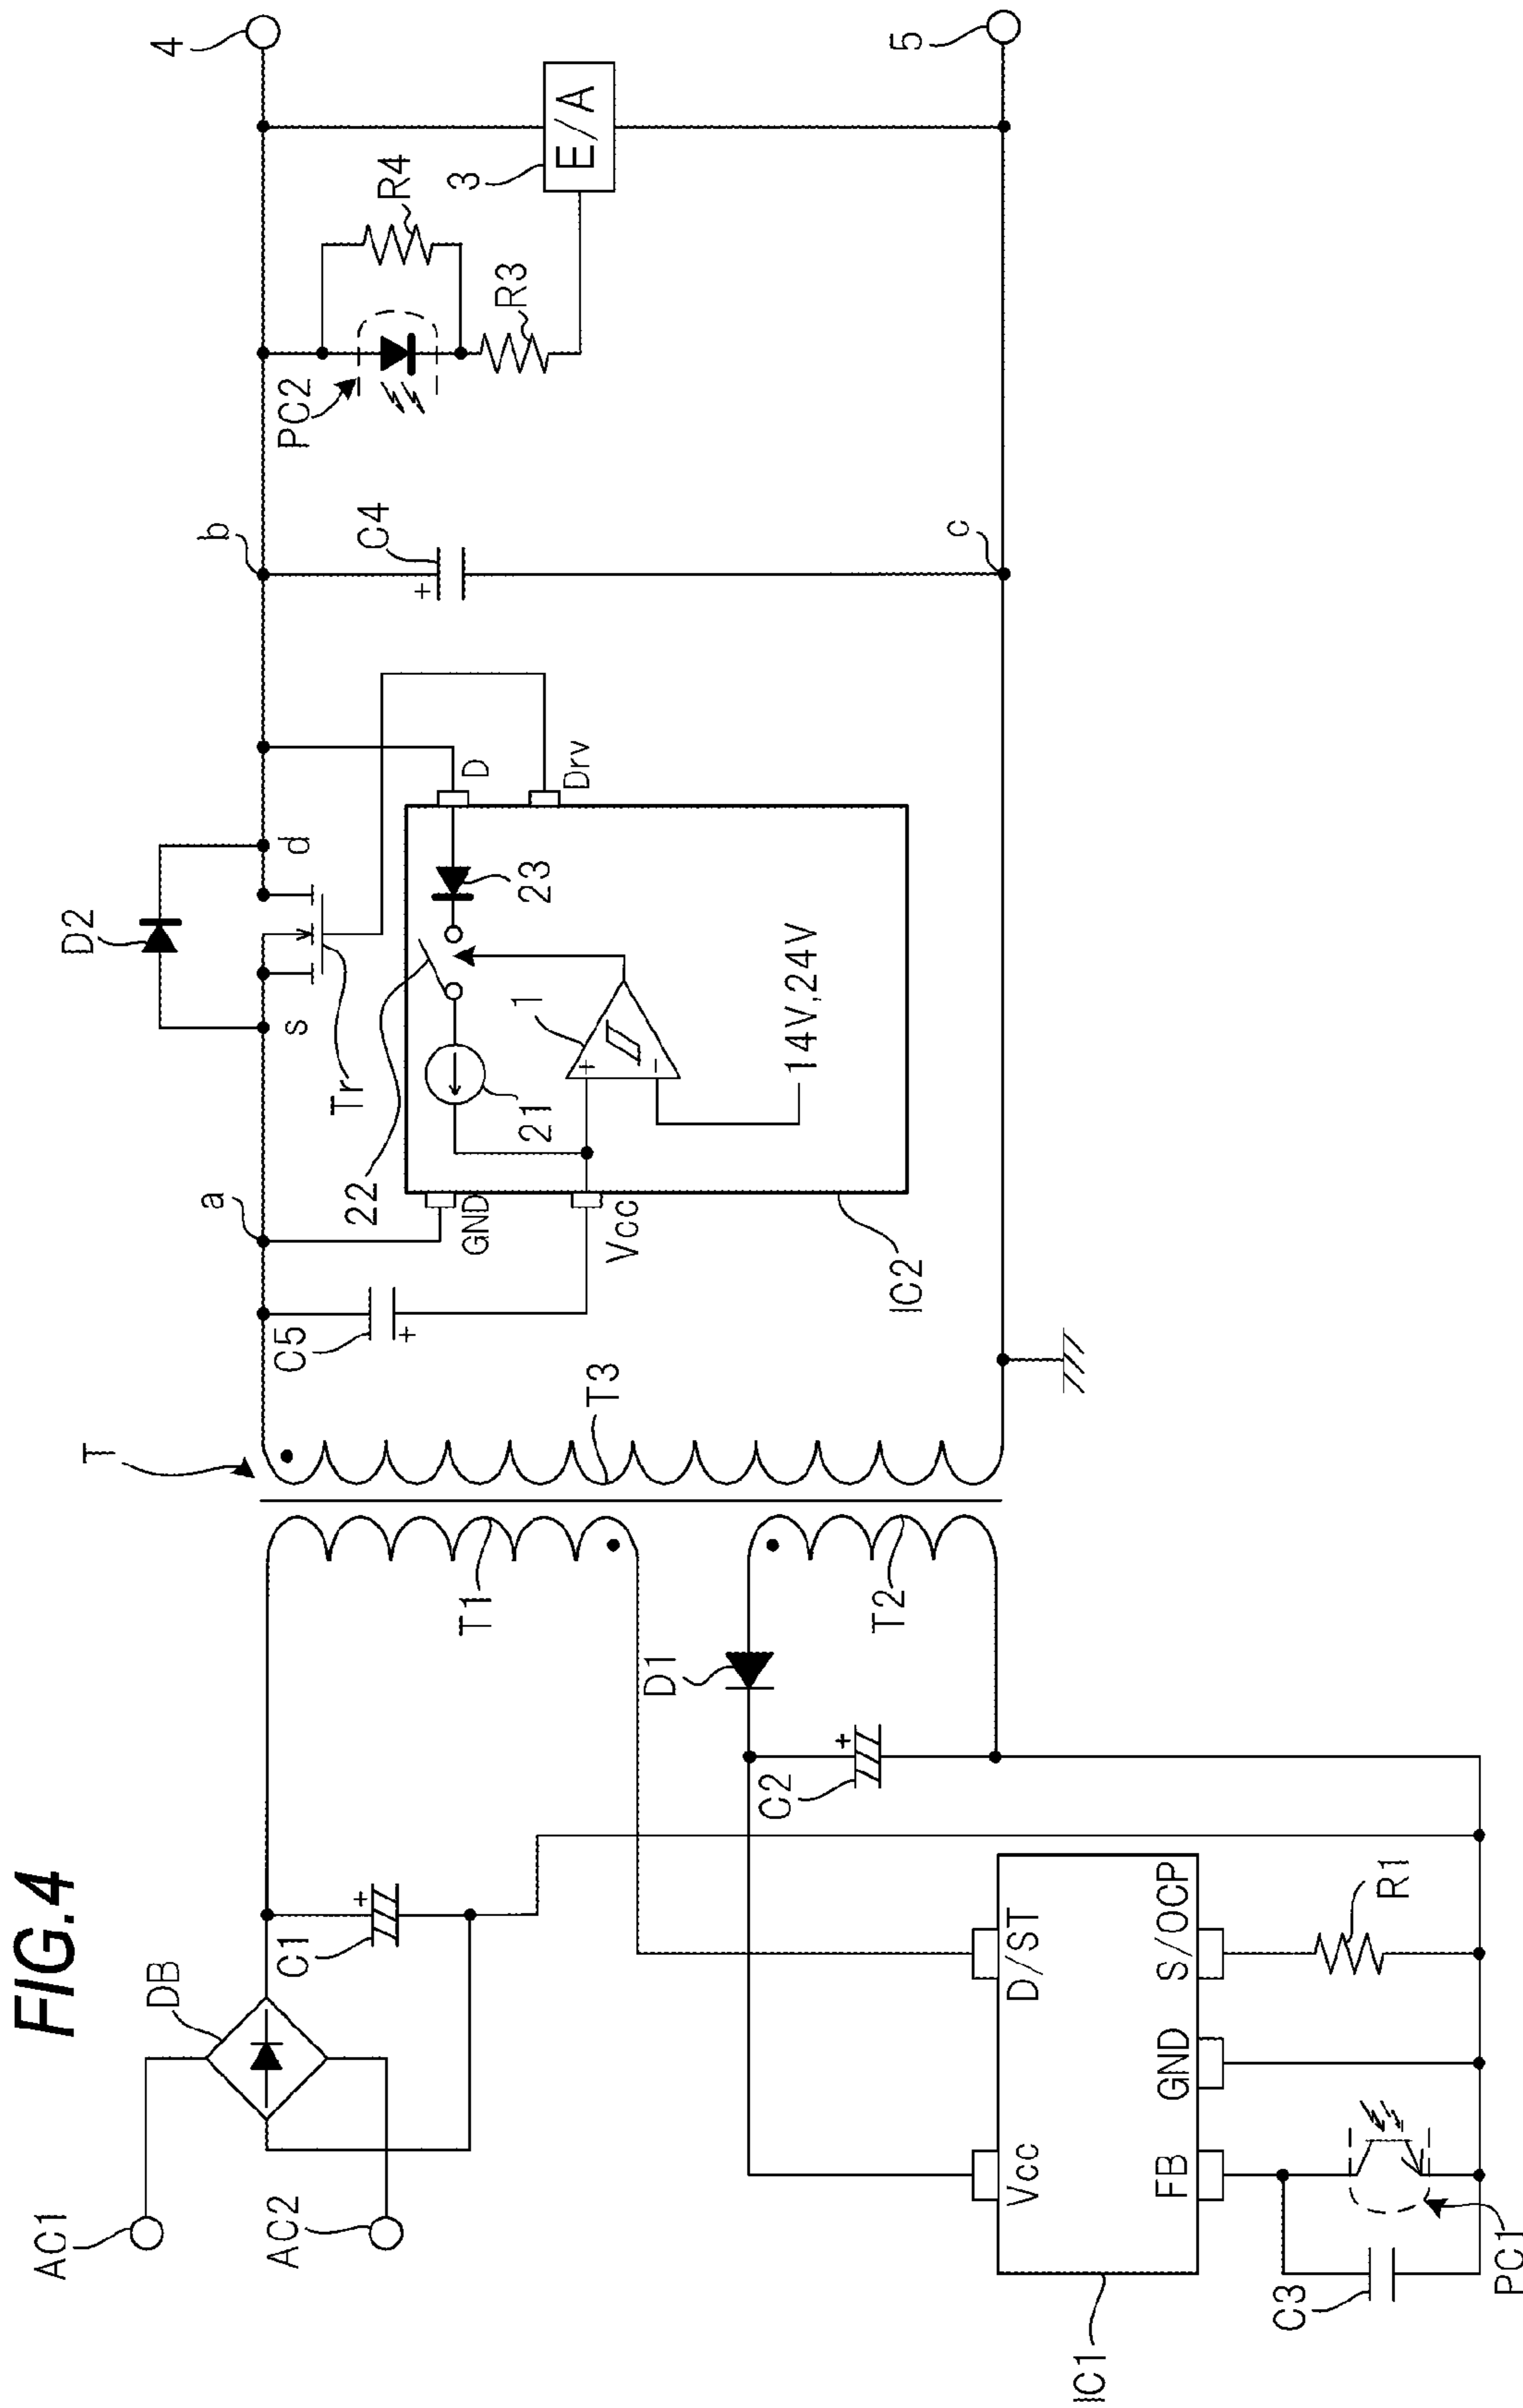 FIG.4
AC1
AC2
DB
C1
T
T1
T2
T3
D1
C2
IC1
Vcc
D/ST
FB
GND
S/OCP
C3
PC1
R1
C5
a
s
d
D2
Tr
b
c
GND
Vcc
D
Drv
22
21
23
1
14V,24V
IC2
C4
PC2
R4
R3
3
E/A
4
5
+
+
+
+
+
-